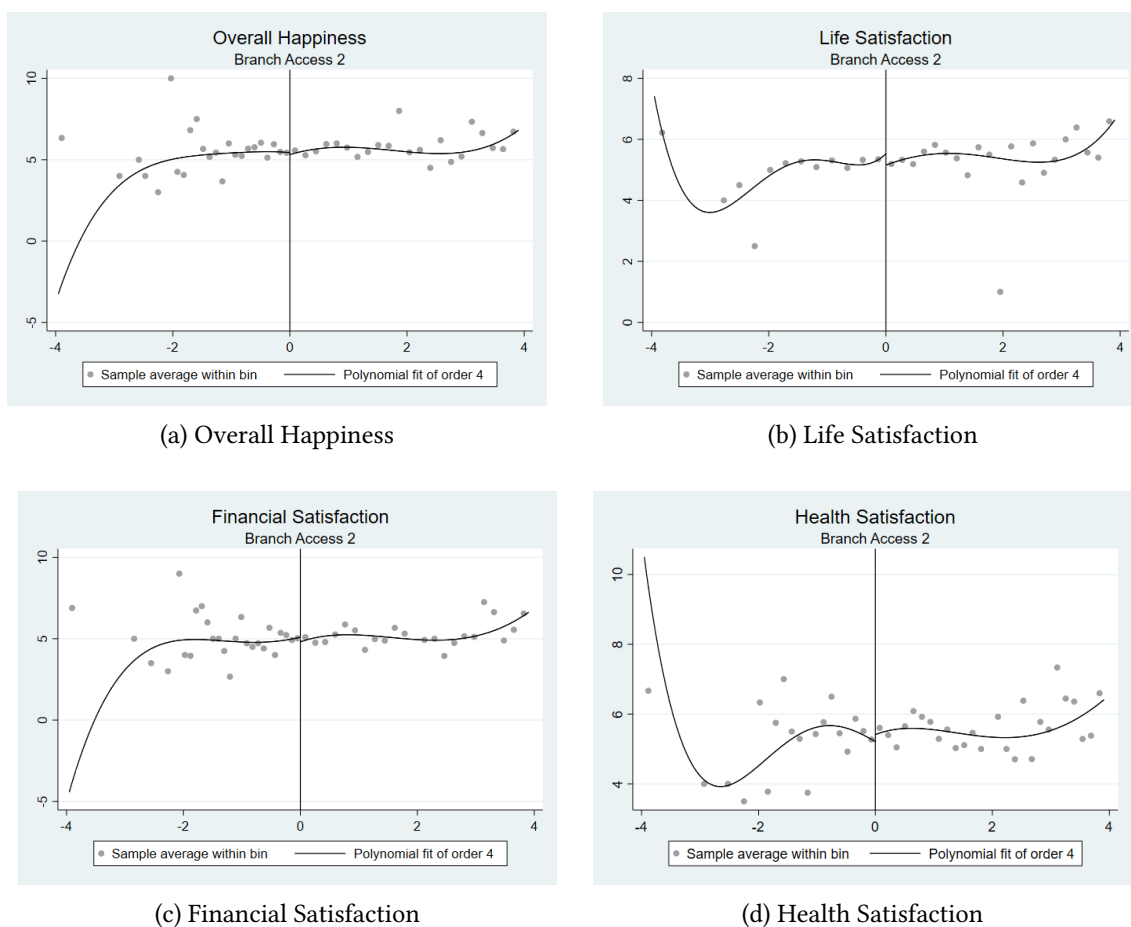 Overall Happiness
Branch Access 2
10
5
0
-5
-4
-2
0
2
4
Sample average within bin
Polynomial fit of order 4
(a) Overall Happiness
Life Satisfaction
Branch Access 2
8
6
4
2
0
-4
-2
0
2
4
Sample average within bin
Polynomial fit of order 4
(b) Life Satisfaction
Financial Satisfaction
Branch Access 2
10
5
0
-5
-4
-2
0
2
4
Sample average within bin
Polynomial fit of order 4
(c) Financial Satisfaction
Health Satisfaction
Branch Access 2
10
8
6
4
-4
-2
0
2
4
Sample average within bin
Polynomial fit of order 4
(d) Health Satisfaction